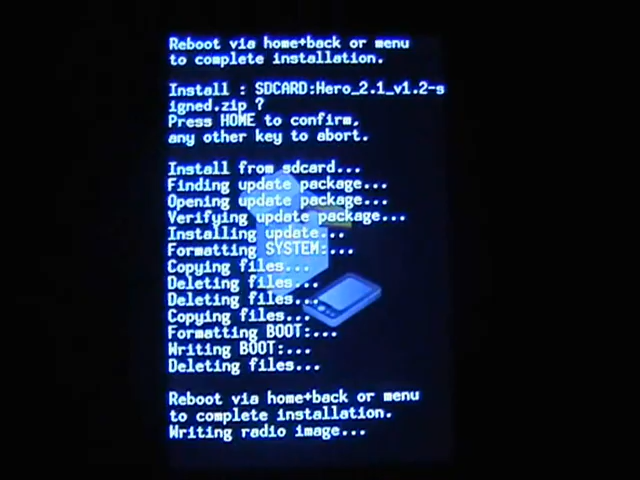 Reboot via home+back or menu
to complete installation.
Install : SDCARD:Hero_2.1_v1.2-s
igned.zip ?
Press HOME to confirm,
any other key to abort.
Install from sdcard...
Finding update package...
Opening update package...
Verifying update package...
Installing update...
Formatting SYSTEM:...
Copying files...
Deleting files...
Deleting files...
Copying files...
Formatting BOOT:...
Writing BOOT:...
Deleting files...
Reboot via home+back or menu
to complete installation.
Writing radio image...